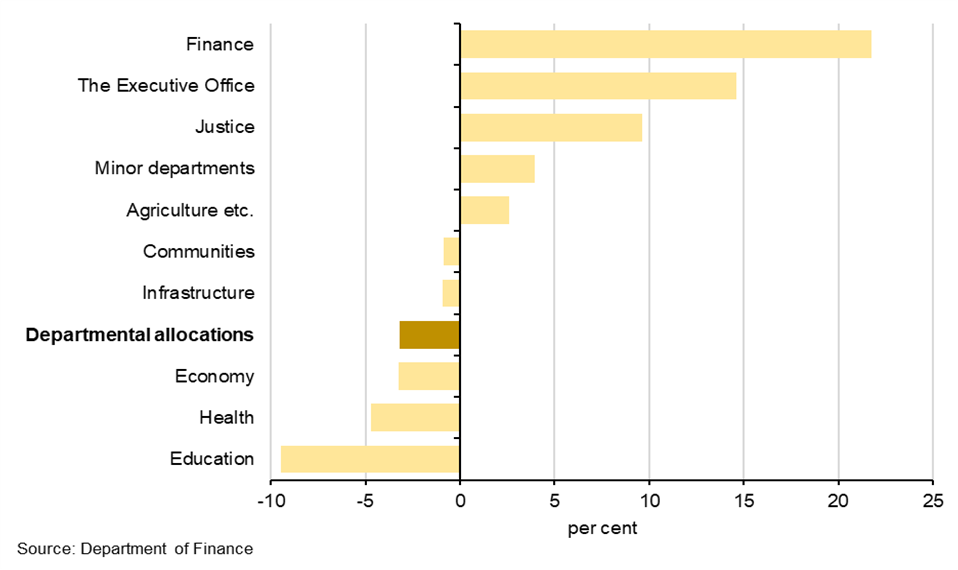 Finance
The Executive Office
Justice
Minor departments
Agriculture etc.
Communities
Infrastructure
Departmental allocations
Economy
Health
Education
-10 -5 0 5 10 15 20 25
per cent
Source: Department of Finance